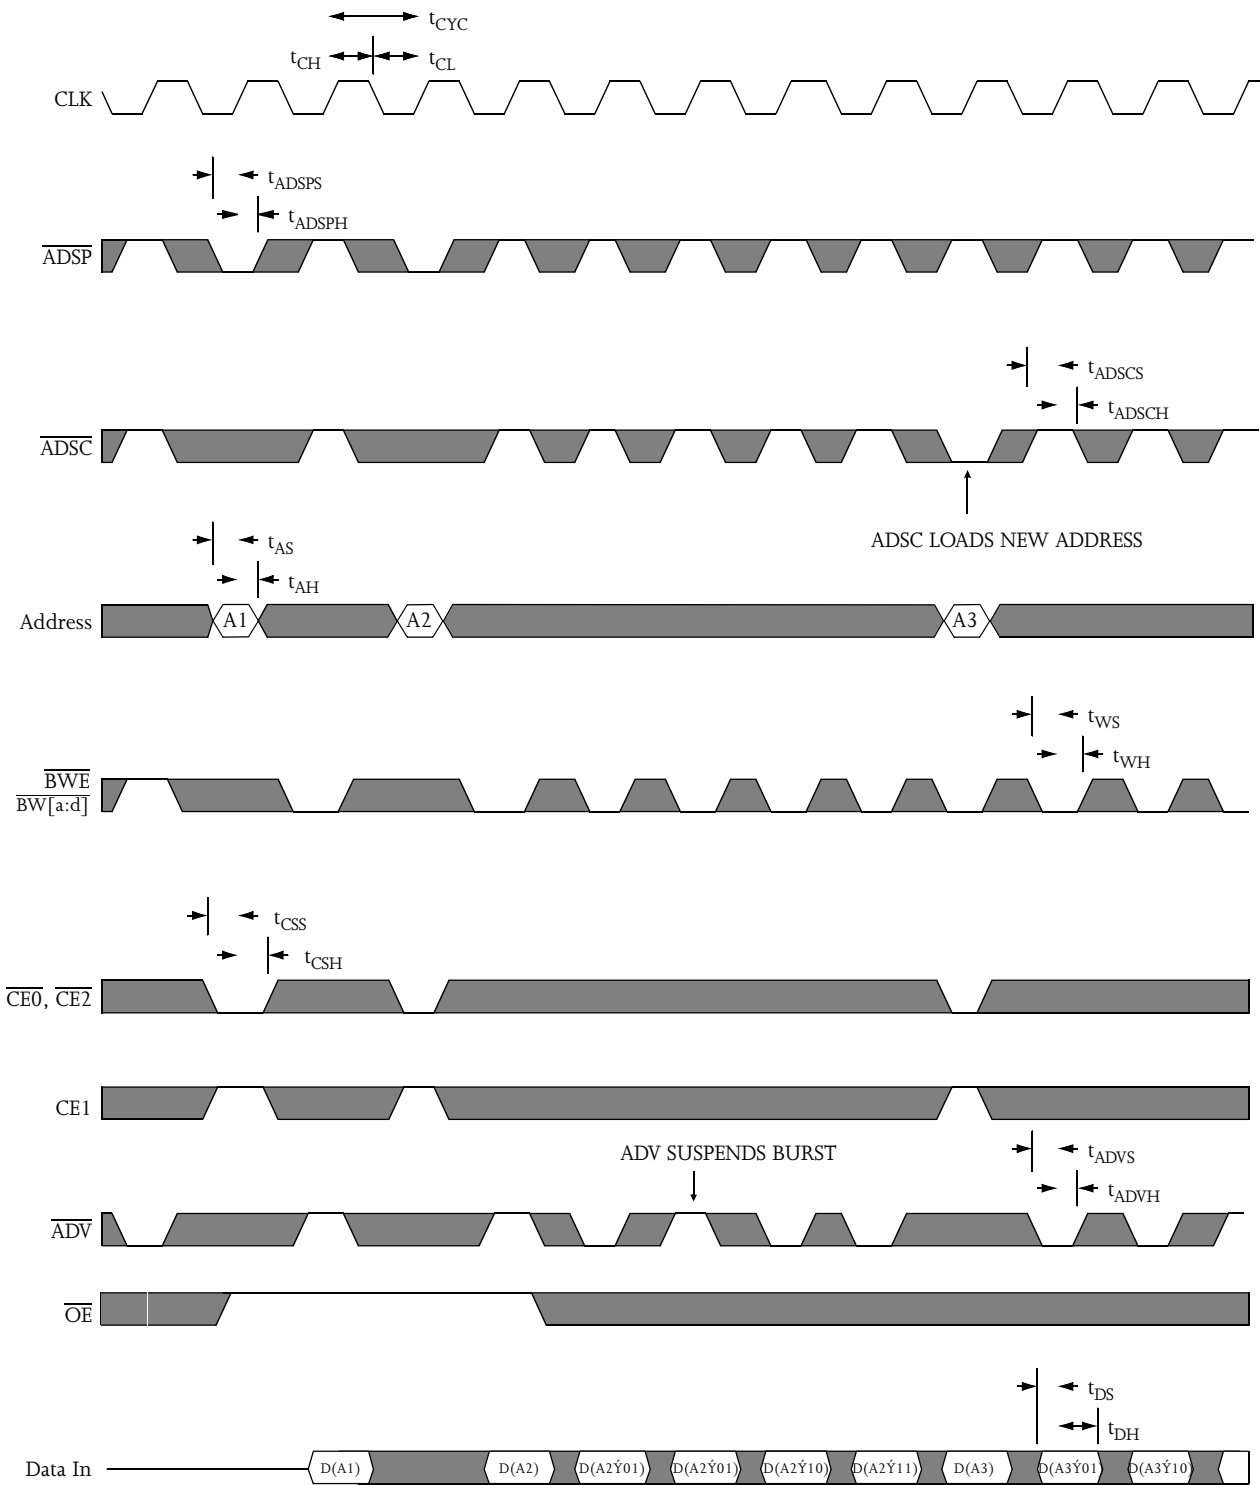 tCYC
tCH tCL
CLK
tADSPS
tADSPH
ADSP
tADSCS
tADSCH
ADSC
ADSC LOADS NEW ADDRESS
tAS
tAH
Address A1 A2 A3
tWS
tWH
BWE
BW[a:d]
tCSS
tCSH
CE0, CE2
CE1
ADV SUSPENDS BURST
tADVS
tADVH
ADV
OE
tDS
tDH
Data In D(A1) D(A2) D(A2Ý01) D(A2Ý01) D(A2Ý10) D(A2Ý11) D(A3) D(A3Ý01) D(A3Ý10)